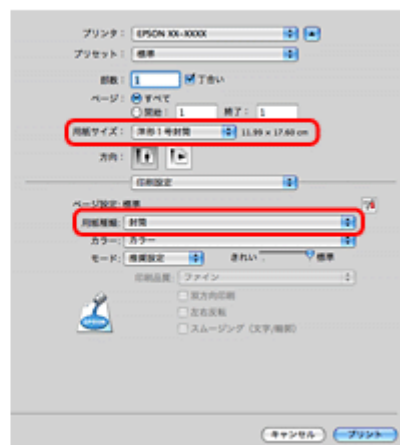 プリンタ: EPSON XX-XXXX
プリセット: 標準
部数: 1 丁合い
ページ: すべて
開始: 1 終了: 1
用紙サイズ: 洋形1号封筒 11.99 x 17.60 cm
方向:
印刷設定
ページ設定: 標準
用紙種類: 封筒
カラー: カラー
モード: 推奨設定 きれい 標準
印刷品質: ファイン
双方向印刷
左右反転
スムージング (文字/輪郭)
EPSON
キャンセル プリント